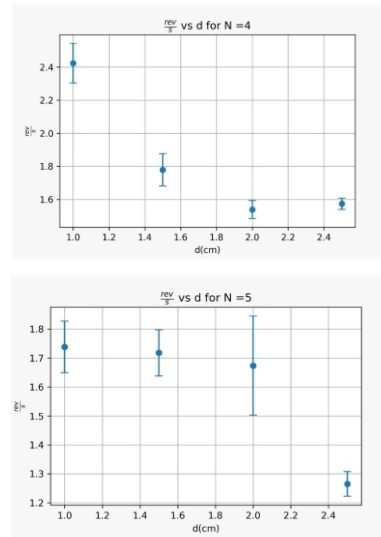 rev/s vs d for N =4
2.4
2.2
2.0
1.8
1.6
rev/s
1.0 1.2 1.4 1.6 1.8 2.0 2.2 2.4
d(cm)
rev/s vs d for N =5
1.8
1.7
1.6
1.5
1.4
1.3
1.2
rev/s
1.0 1.2 1.4 1.6 1.8 2.0 2.2 2.4
d(cm)